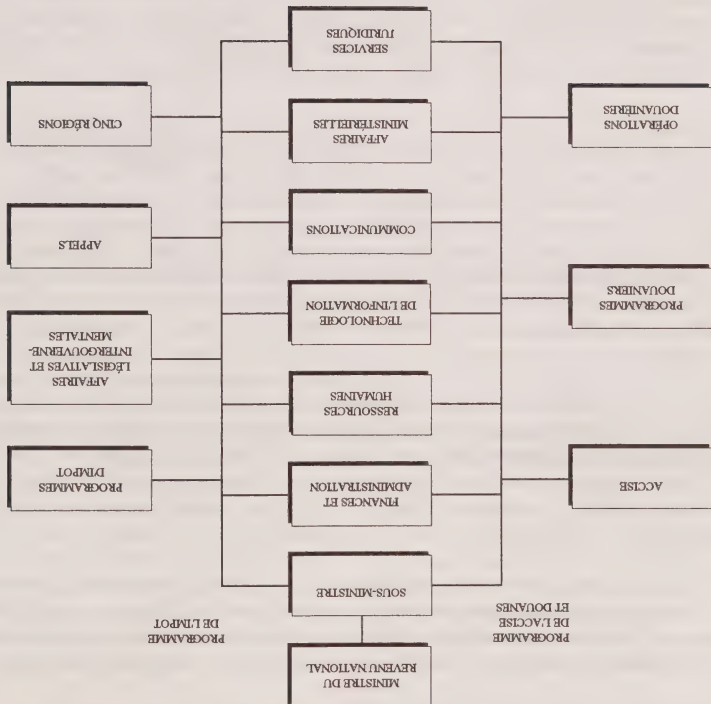 MINISTRE DU
REVENU NATIONAL
PROGRAMME
DE L'ACCISE
ET DOUANES
SOUS-MINISTRE
PROGRAMME
DE L'IMPOT
ACCISE
FINANCES ET
ADMINISTRATION
PROGRAMMES
D'IMPOT
RESSOURCES
HUMAINES
AFFAIRES
LÉGISLATIVES ET
INTERGOUVERNE-
MENTALES
PROGRAMMES
DOUANIERS
TECHNOLOGIE
DE L'INFORMATION
COMMUNICATIONS
APPELS
OPÉRATIONS
DOUANIÈRES
AFFAIRES
MINISTÉRIELLES
CINQ RÉGIONS
SERVICES
JURIDIQUES